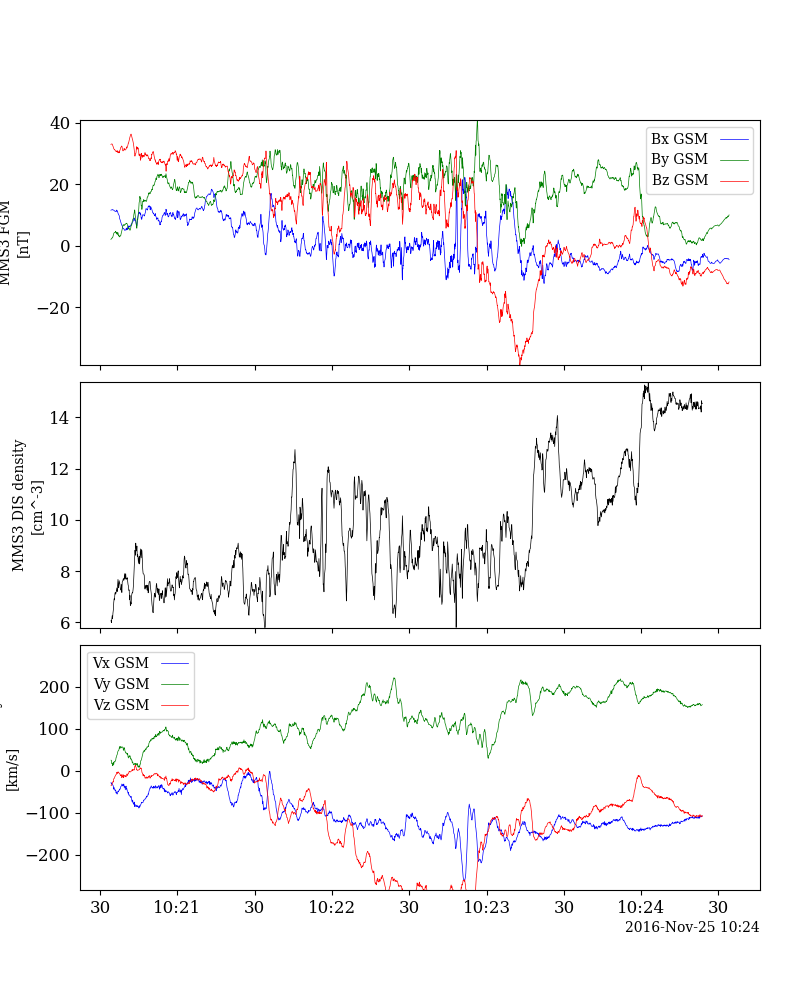 40
20
0
−20
MMS3 FGM
[nT]
Bx GSM
By GSM
Bz GSM
14
12
10
8
6
MMS3 DIS density
[cm^-3]
Vx GSM
Vy GSM
Vz GSM
200
100
0
−100
−200
[km/s]
30 10:21 30 10:22 30 10:23 30 10:24 30
2016-Nov-25 10:24